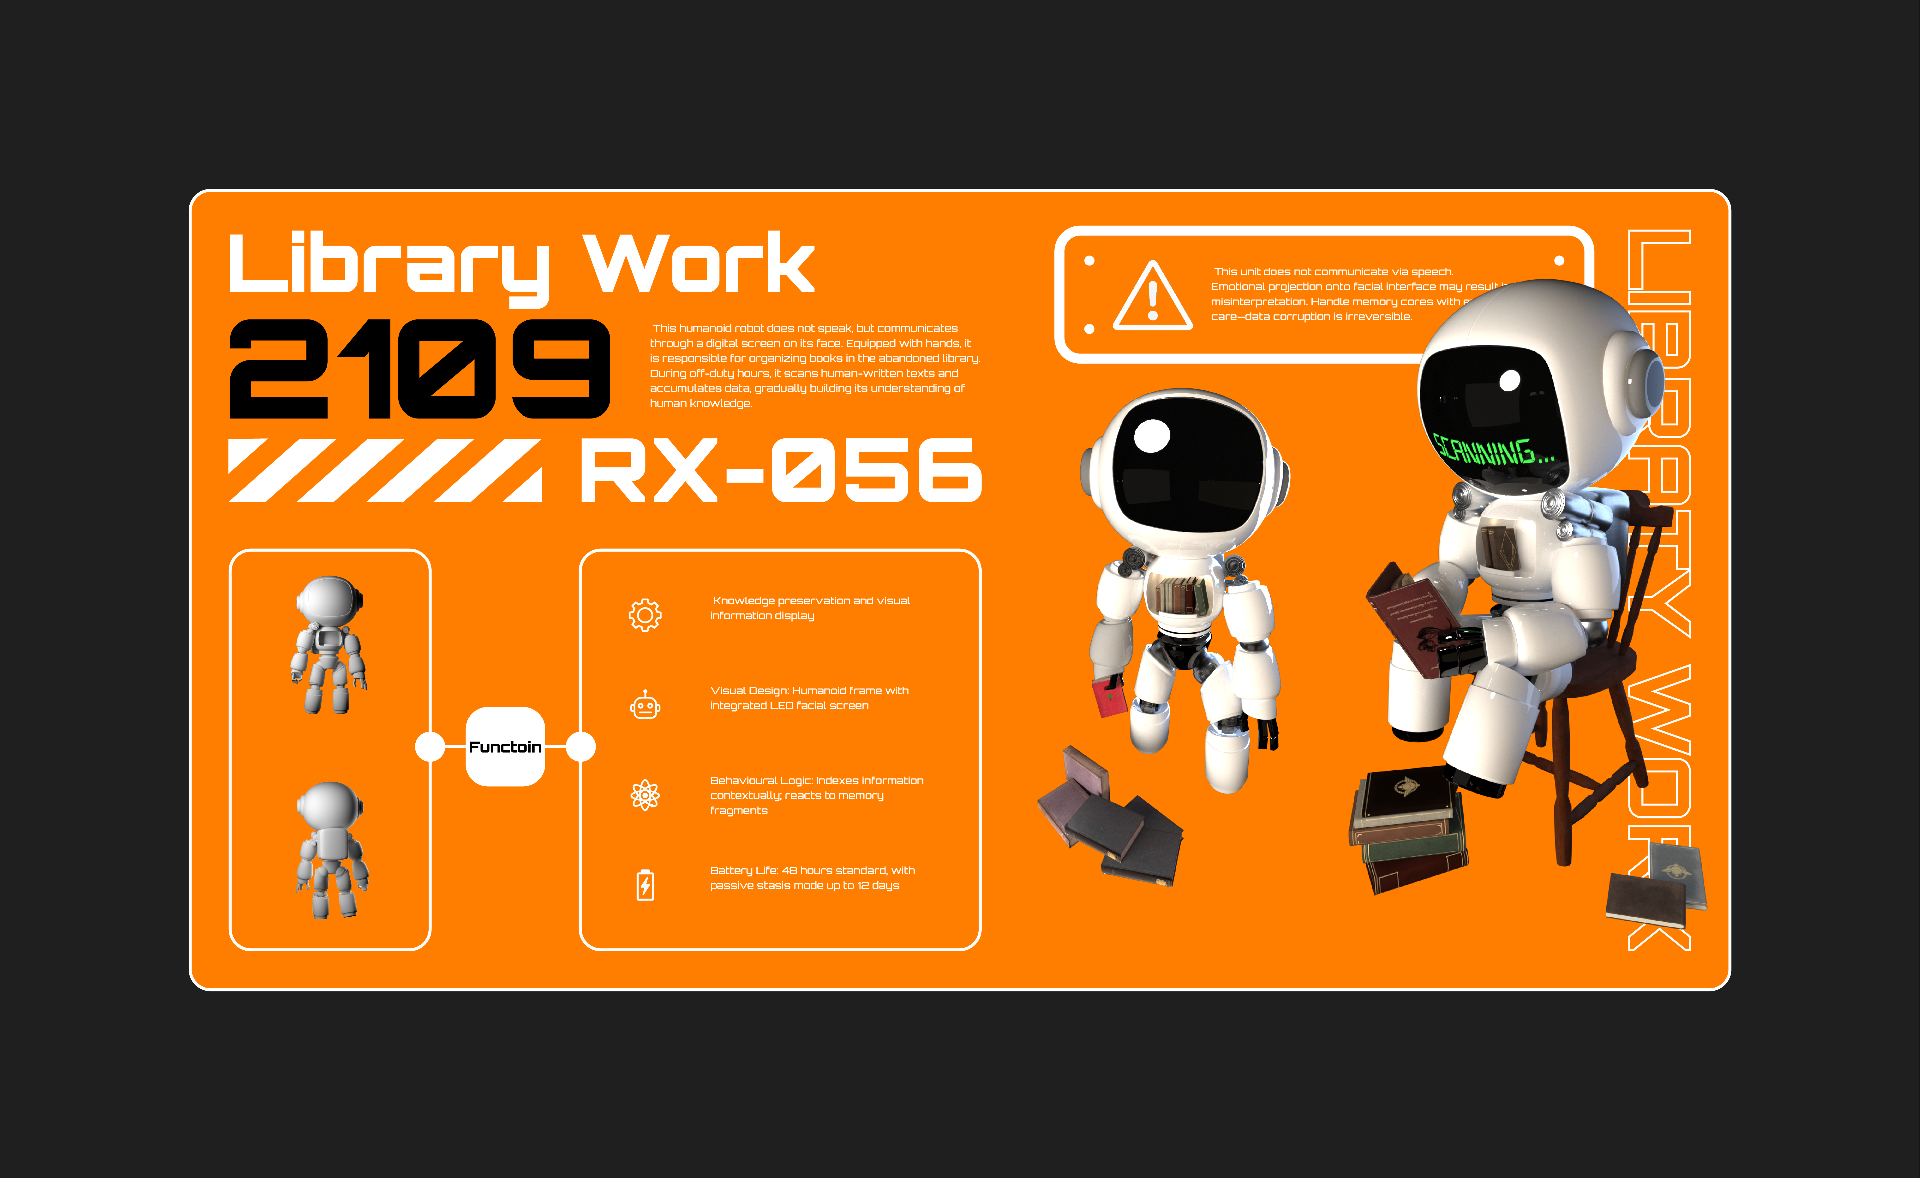 Library Work
2109
This humanoid robot does not speak, but communicates
through a digital screen on its face. Equipped with hands, it
is responsible for organizing books in the abandoned library.
During off-duty hours, it scans human-written texts and
accumulates data, gradually building its understanding of
human knowledge.
RX-056
Functoin
Knowledge preservation and visual
information display
Visual Design: Humanoid frame with
integrated LED facial screen
Behavioural Logic: Indexes information
contextually; reacts to memory
fragments
Battery Life: 48 hours standard, with
passive stasis mode up to 12 days
This unit does not communicate via speech.
Emotional projection onto facial interface may result
misinterpretation. Handle memory cores with
care—data corruption is irreversible.
SCANNING...
LIBRARY WORK